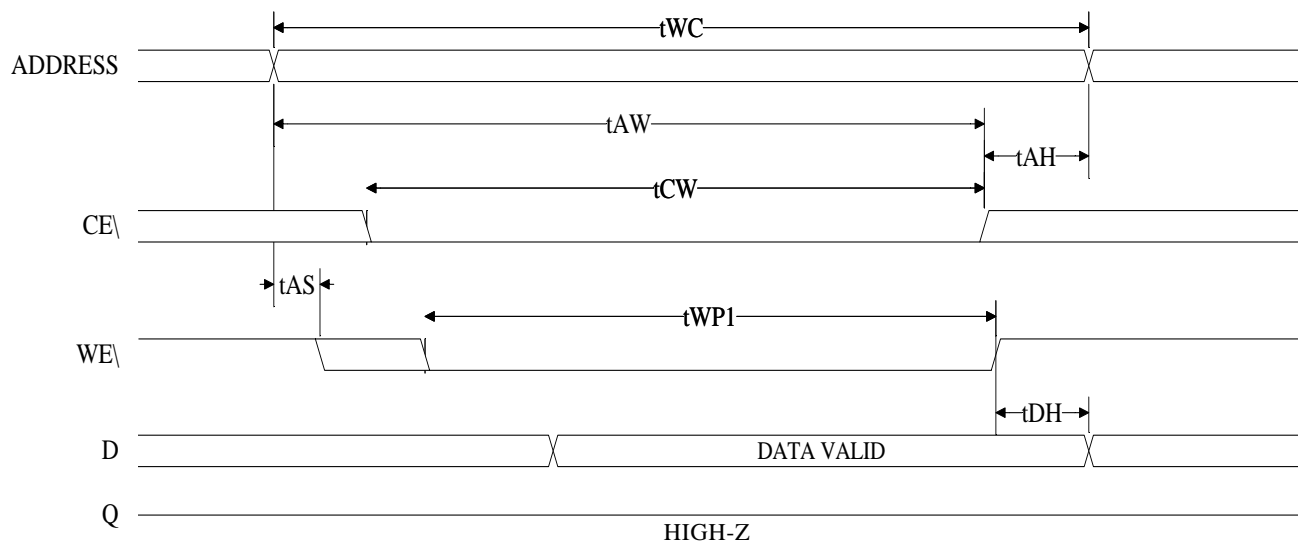 tWC
ADDRESS
tAW
tAH
tCW
CE\
tAS
tWP1
WE\
tDH
D DATA VALID
Q
HIGH-Z